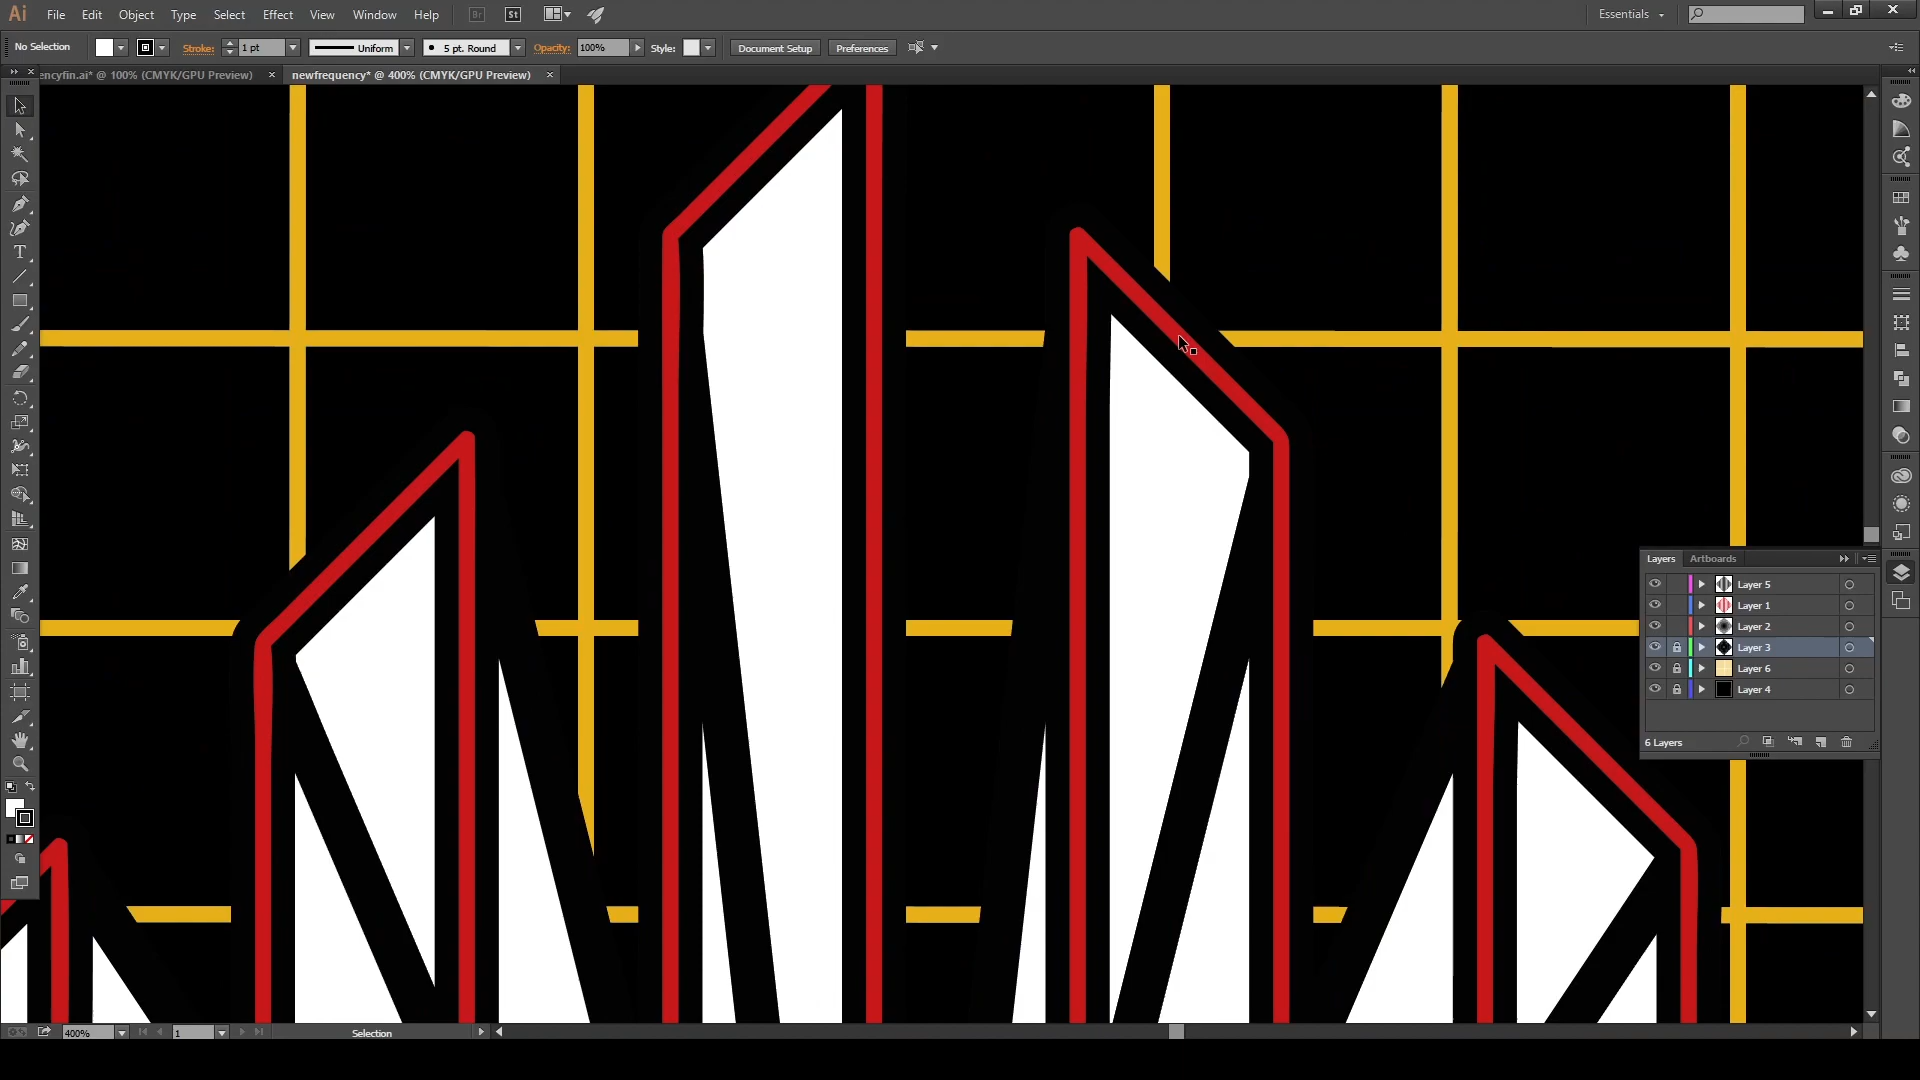 Ai File Edit Object Type Select Effect View Window Help Br St Essentials
No Selection Stroke: 1 pt Uniform 5 pt. Round Opacity: 100% Style: Document Setup Preferences
encyfin.ai* @ 100% (CMYK/GPU Preview) newfrequency* @ 400% (CMYK/GPU Preview)
Layers Artboards
Layer 5
Layer 1
Layer 2
Layer 3
Layer 6
Layer 4
6 Layers
400% 1 Selection